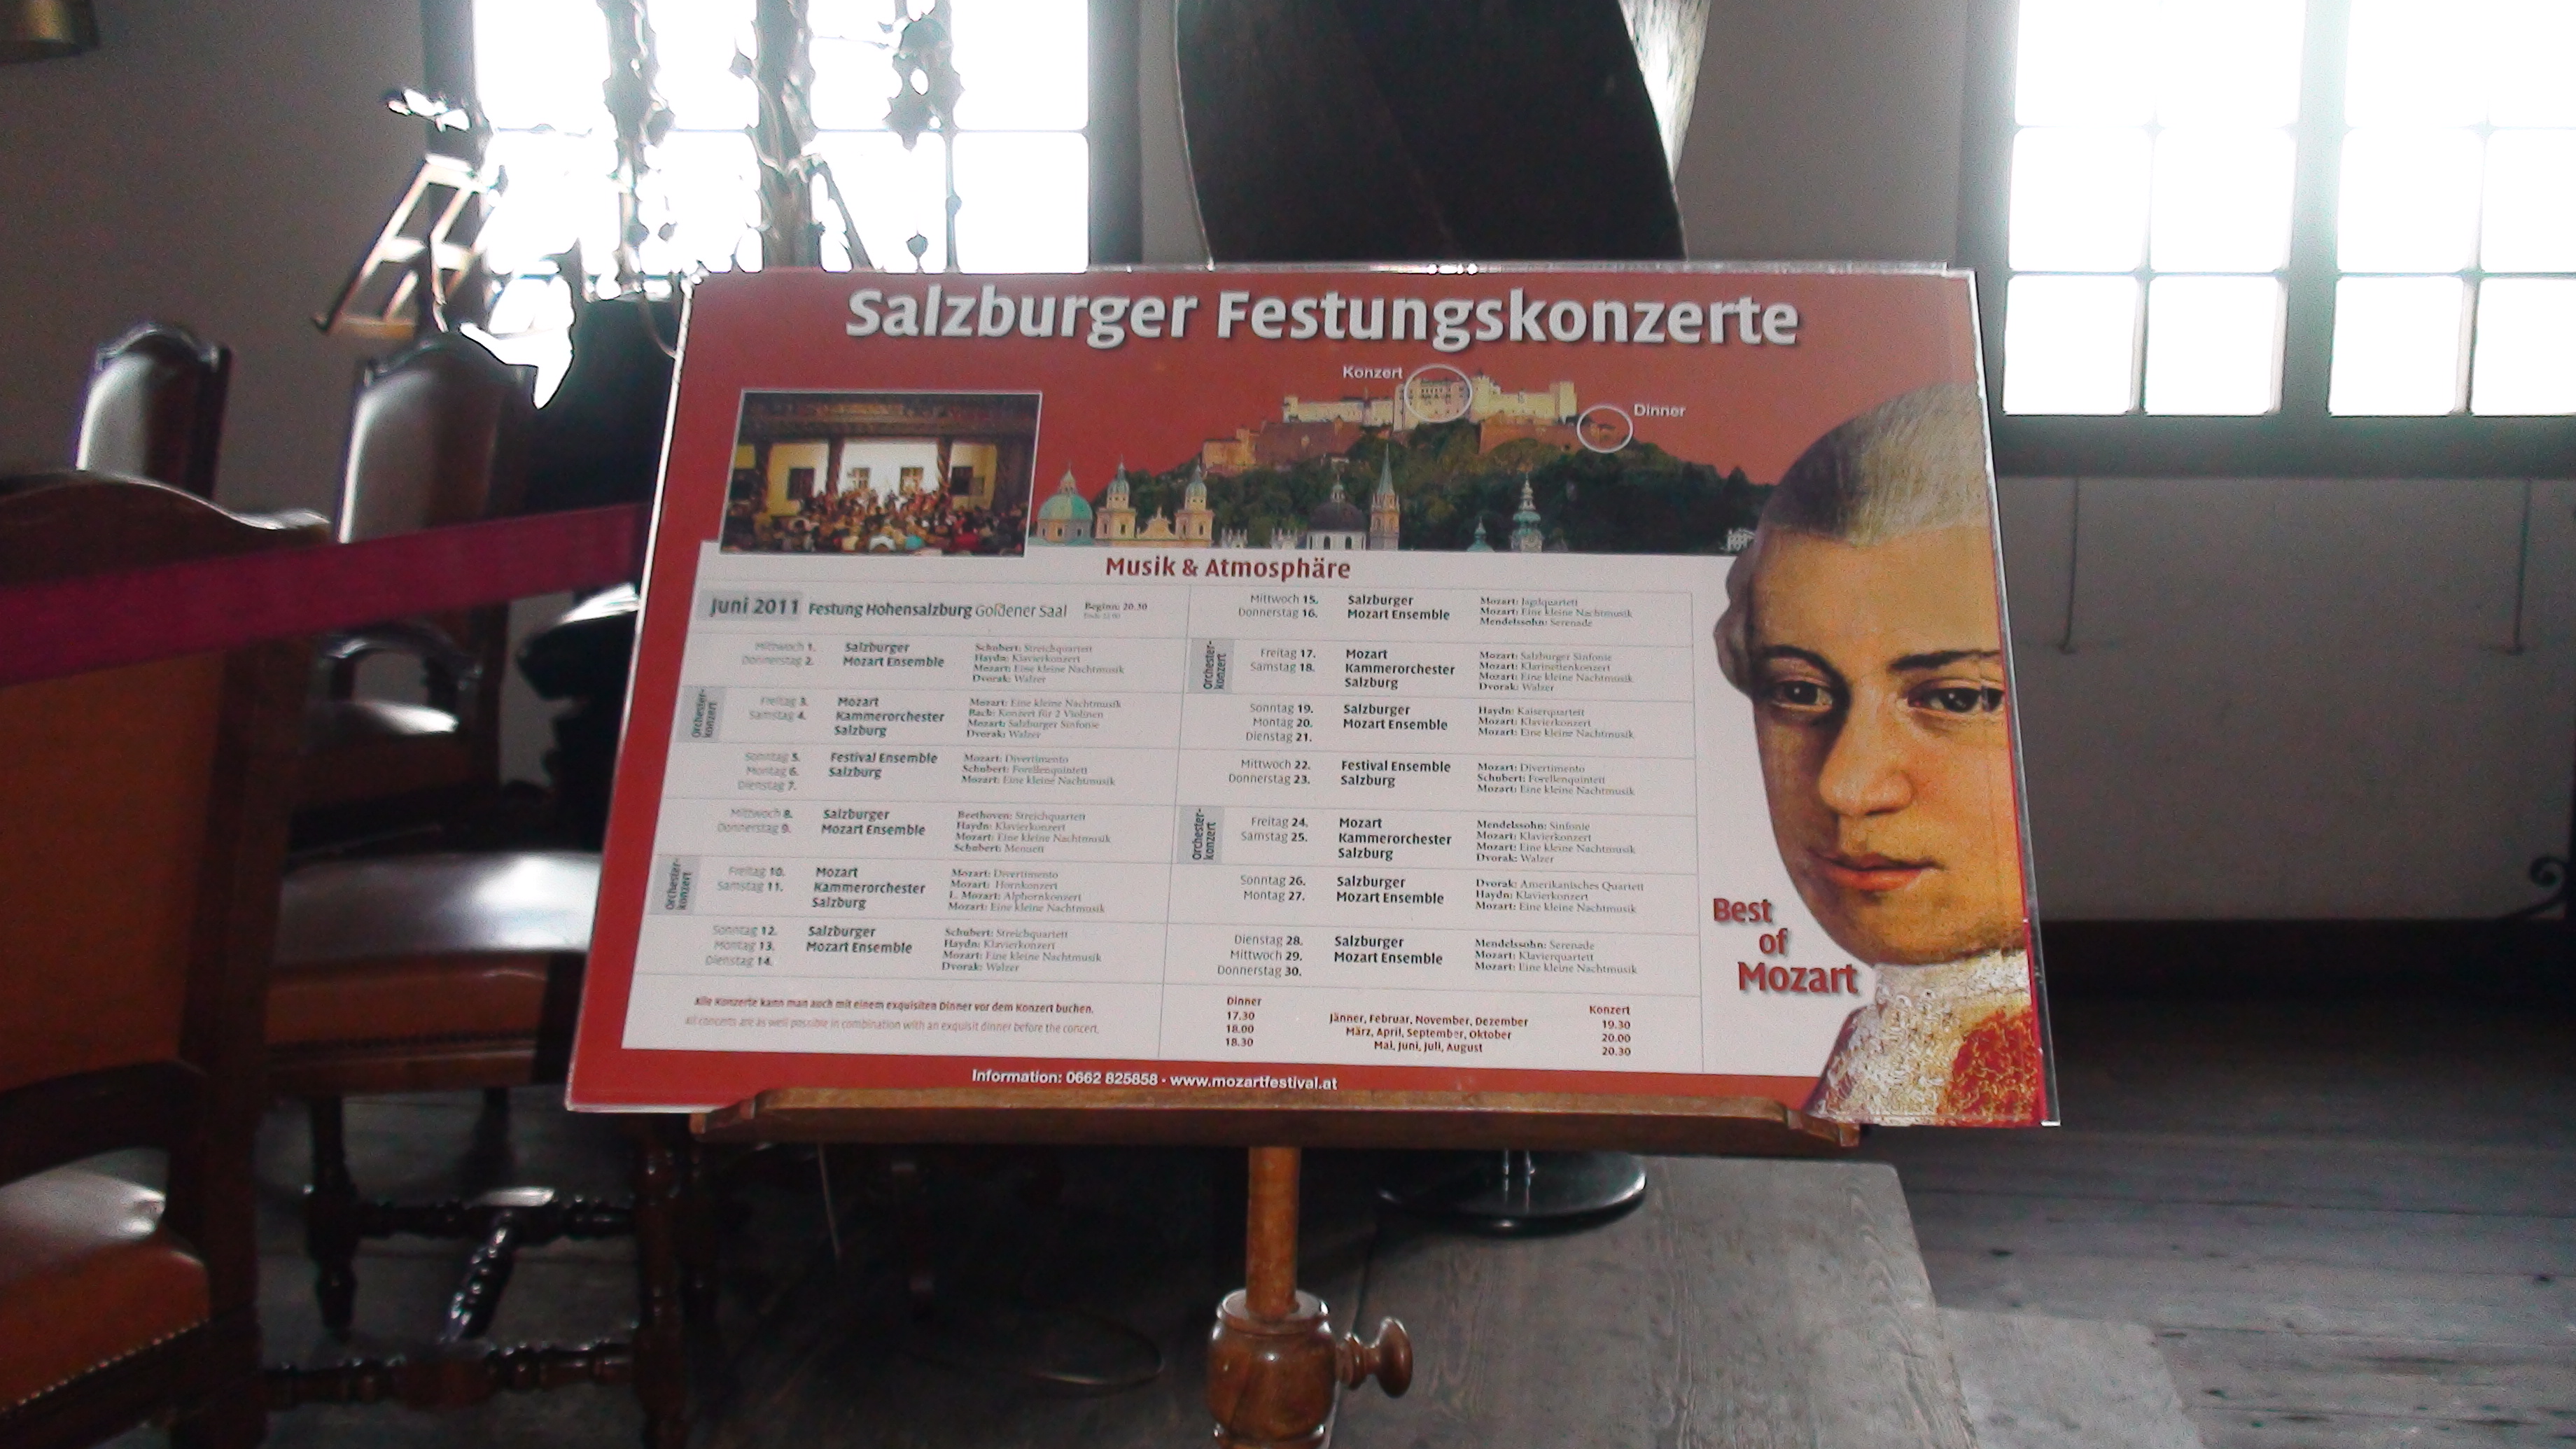 Salzburger Festungskonzerte
Konzert
Dinner
Musik & Atmosphäre
Juni 2011 Festung Hohensalzburg Goldener Saal Beginn: 20.30
Mittwoch 1.
Donnerstag 2.
Salzburger
Mozart Ensemble
Schubert: Streichquartett
Haydn: Klavierkonzert
Mozart: Eine kleine Nachtmusik
Dvorak: Walzer
Orchester-
konzert
Freitag 3.
Samstag 4.
Mozart
Kammerorchester
Salzburg
Mozart: Eine kleine Nachtmusik
Bach: Konzert für 2 Violinen
Mozart: Salzburger Sinfonie
Dvorak: Walzer
Sonntag 5.
Montag 6.
Dienstag 7.
Festival Ensemble
Salzburg
Mozart: Divertimento
Schubert: Forellenquintett
Mozart: Eine kleine Nachtmusik
Mittwoch 8.
Donnerstag 9.
Salzburger
Mozart Ensemble
Beethoven: Streichquartett
Haydn: Klavierkonzert
Mozart: Eine kleine Nachtmusik
Schubert: Menuett
Orchester-
konzert
Freitag 10.
Samstag 11.
Mozart
Kammerorchester
Salzburg
Mozart: Divertimento
Mozart: Hornkonzert
L. Mozart: Alphornkonzert
Mozart: Eine kleine Nachtmusik
Sonntag 12.
Montag 13.
Dienstag 14.
Salzburger
Mozart Ensemble
Schubert: Streichquartett
Haydn: Klavierkonzert
Mozart: Eine kleine Nachtmusik
Dvorak: Walzer
Mittwoch 15.
Donnerstag 16.
Salzburger
Mozart Ensemble
Mozart: Jagdquartett
Mozart: Eine kleine Nachtmusik
Mendelssohn: Serenade
Orchester-
konzert
Freitag 17.
Samstag 18.
Mozart
Kammerorchester
Salzburg
Mozart: Salzburger Sinfonie
Mozart: Klarinettenkonzert
Mozart: Eine kleine Nachtmusik
Dvorak: Walzer
Sonntag 19.
Montag 20.
Dienstag 21.
Salzburger
Mozart Ensemble
Haydn: Kaiserquartett
Mozart: Klavierkonzert
Mozart: Eine kleine Nachtmusik
Mittwoch 22.
Donnerstag 23.
Festival Ensemble
Salzburg
Mozart: Divertimento
Schubert: Forellenquintett
Mozart: Eine kleine Nachtmusik
Orchester-
konzert
Freitag 24.
Samstag 25.
Mozart
Kammerorchester
Salzburg
Mendelssohn: Sinfonie
Mozart: Klavierkonzert
Mozart: Eine kleine Nachtmusik
Dvorak: Walzer
Sonntag 26.
Montag 27.
Salzburger
Mozart Ensemble
Dvorak: Amerikanisches Quartett
Haydn: Klavierkonzert
Mozart: Eine kleine Nachtmusik
Dienstag 28.
Mittwoch 29.
Donnerstag 30.
Salzburger
Mozart Ensemble
Mendelssohn: Serenade
Mozart: Klavierquartett
Mozart: Eine kleine Nachtmusik
Best
of
Mozart
Alle Konzerte kann man auch mit einem exquisiten Dinner vor dem Konzert buchen.
All concerts are as well possible in combination with an exquisit dinner before the concert.
Dinner Konzert
17.30 Jänner, Februar, November, Dezember 19.30
18.00 März, April, September, Oktober 20.00
18.30 Mai, Juni, Juli, August 20.30
Information: 0662 825858 · www.mozartfestival.at